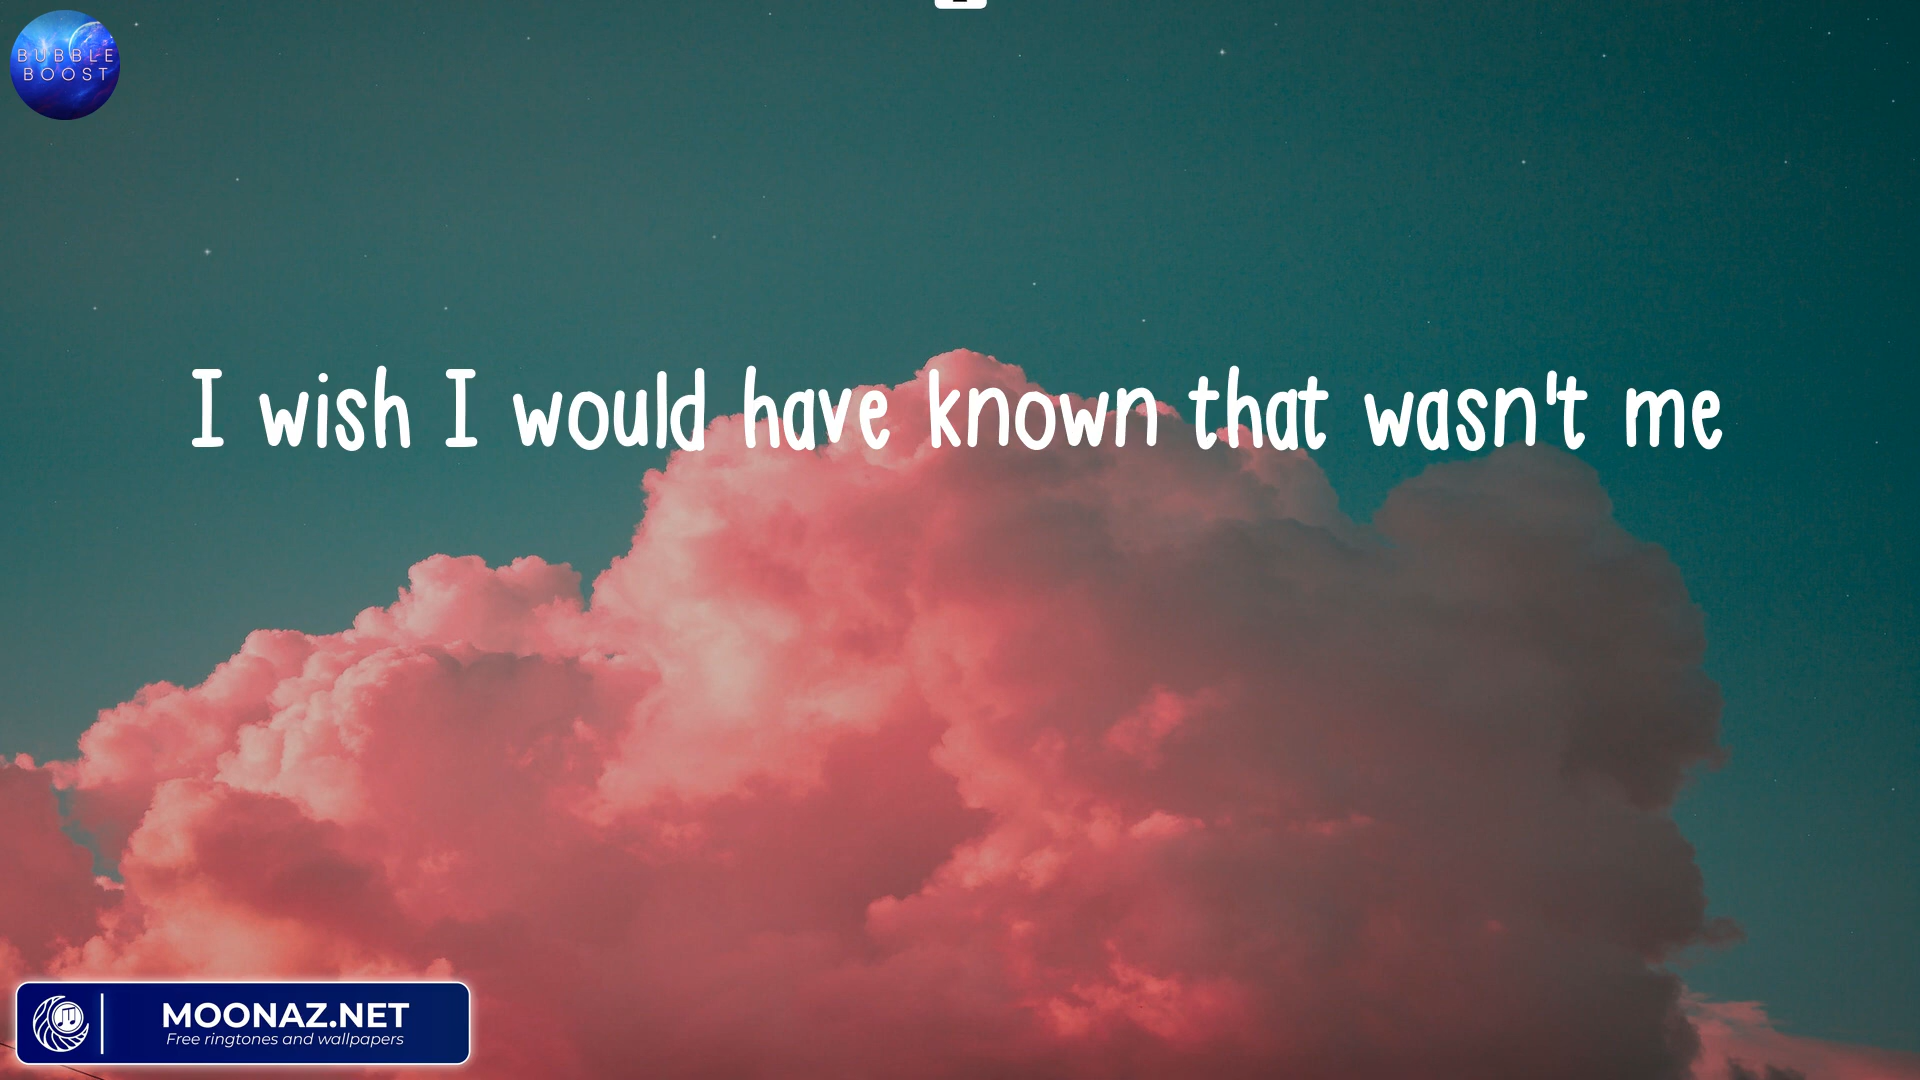 BUBBLE
BOOST
I wish I would have known that wasn't me
MOONAZ.NET
Free ringtones and wallpapers